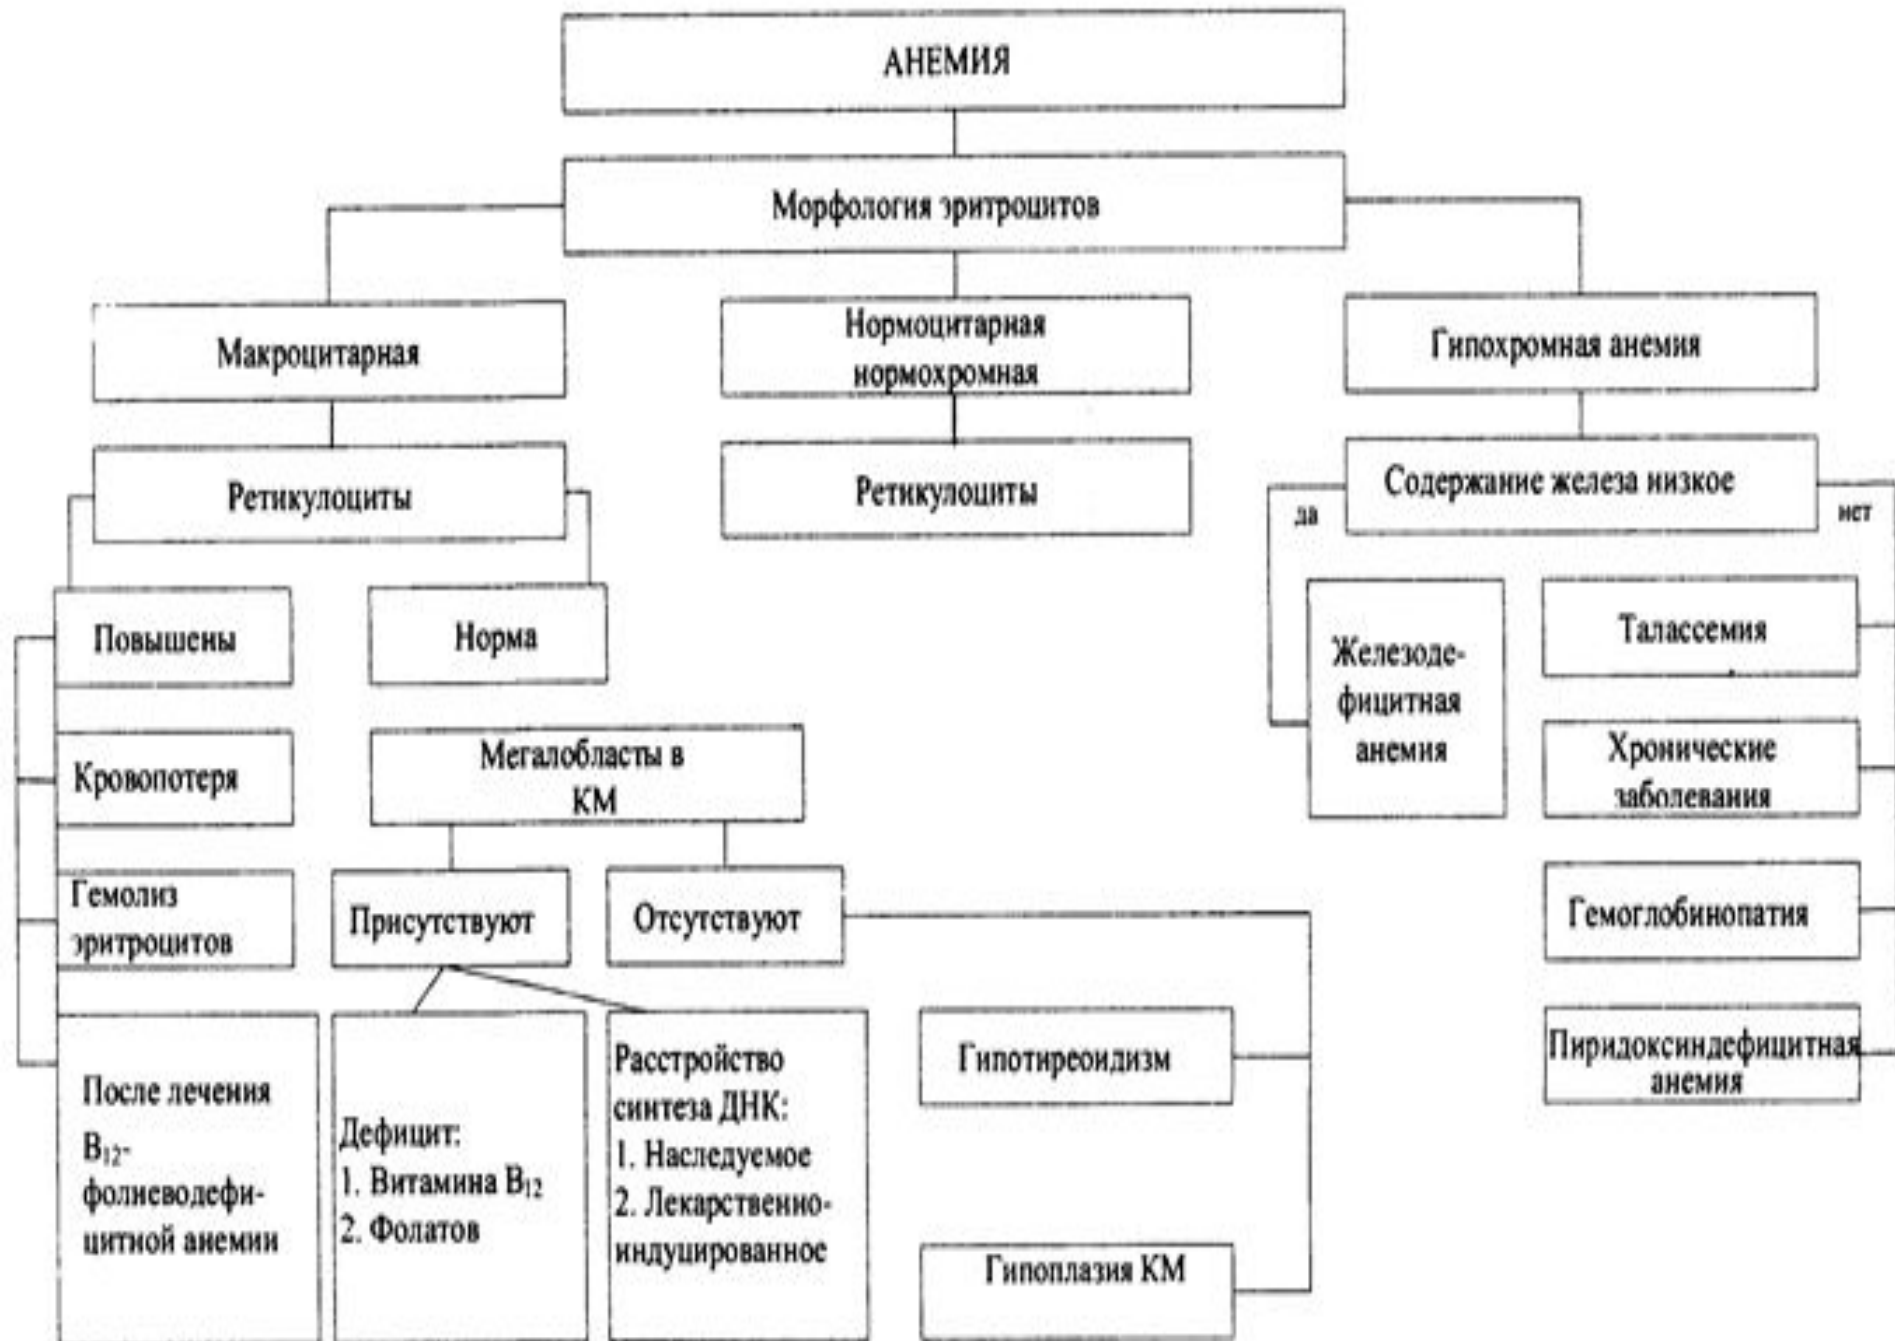 АНЕМИЯ
Морфология эритроцитов
Макроцитарная
Нормоцитарная
нормохромная
Гипохромная анемия
Ретикулоциты
Ретикулоциты
Содержание железа низкое
да
нет
Повышены
Норма
Железоде-
фицитная
анемия
Талассемия
Кровопотеря
Мегалобласты в
КМ
Хронические
заболевания
Гемолиз
эритроцитов
Присутствуют
Отсутствуют
Гемоглобинопатия
После лечения
B₁₂-
фолиеводефи-
цитной анемии
Дефицит:
1. Витамина B₁₂
2. Фолатов
Расстройство
синтеза ДНК:
1. Наследуемое
2. Лекарственно-
индуцированное
Гипотиреоидизм
Гипоплазия КМ
Пиридоксиндефицитная
анемия